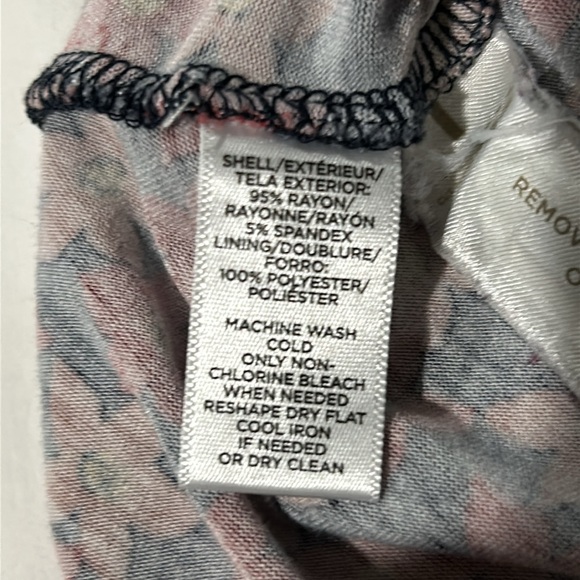 SHELL/EXTÉRIEUR/
TELA EXTERIOR:
95% RAYON/
RAYONNE/RAYÓN
5% SPANDEX
LINING/DOUBLURE/
FORRO:
100% POLYESTER/
POLIÉSTER
MACHINE WASH
COLD
ONLY NON-
CHLORINE BLEACH
WHEN NEEDED
RESHAPE DRY FLAT
COOL IRON
IF NEEDED
OR DRY CLEAN